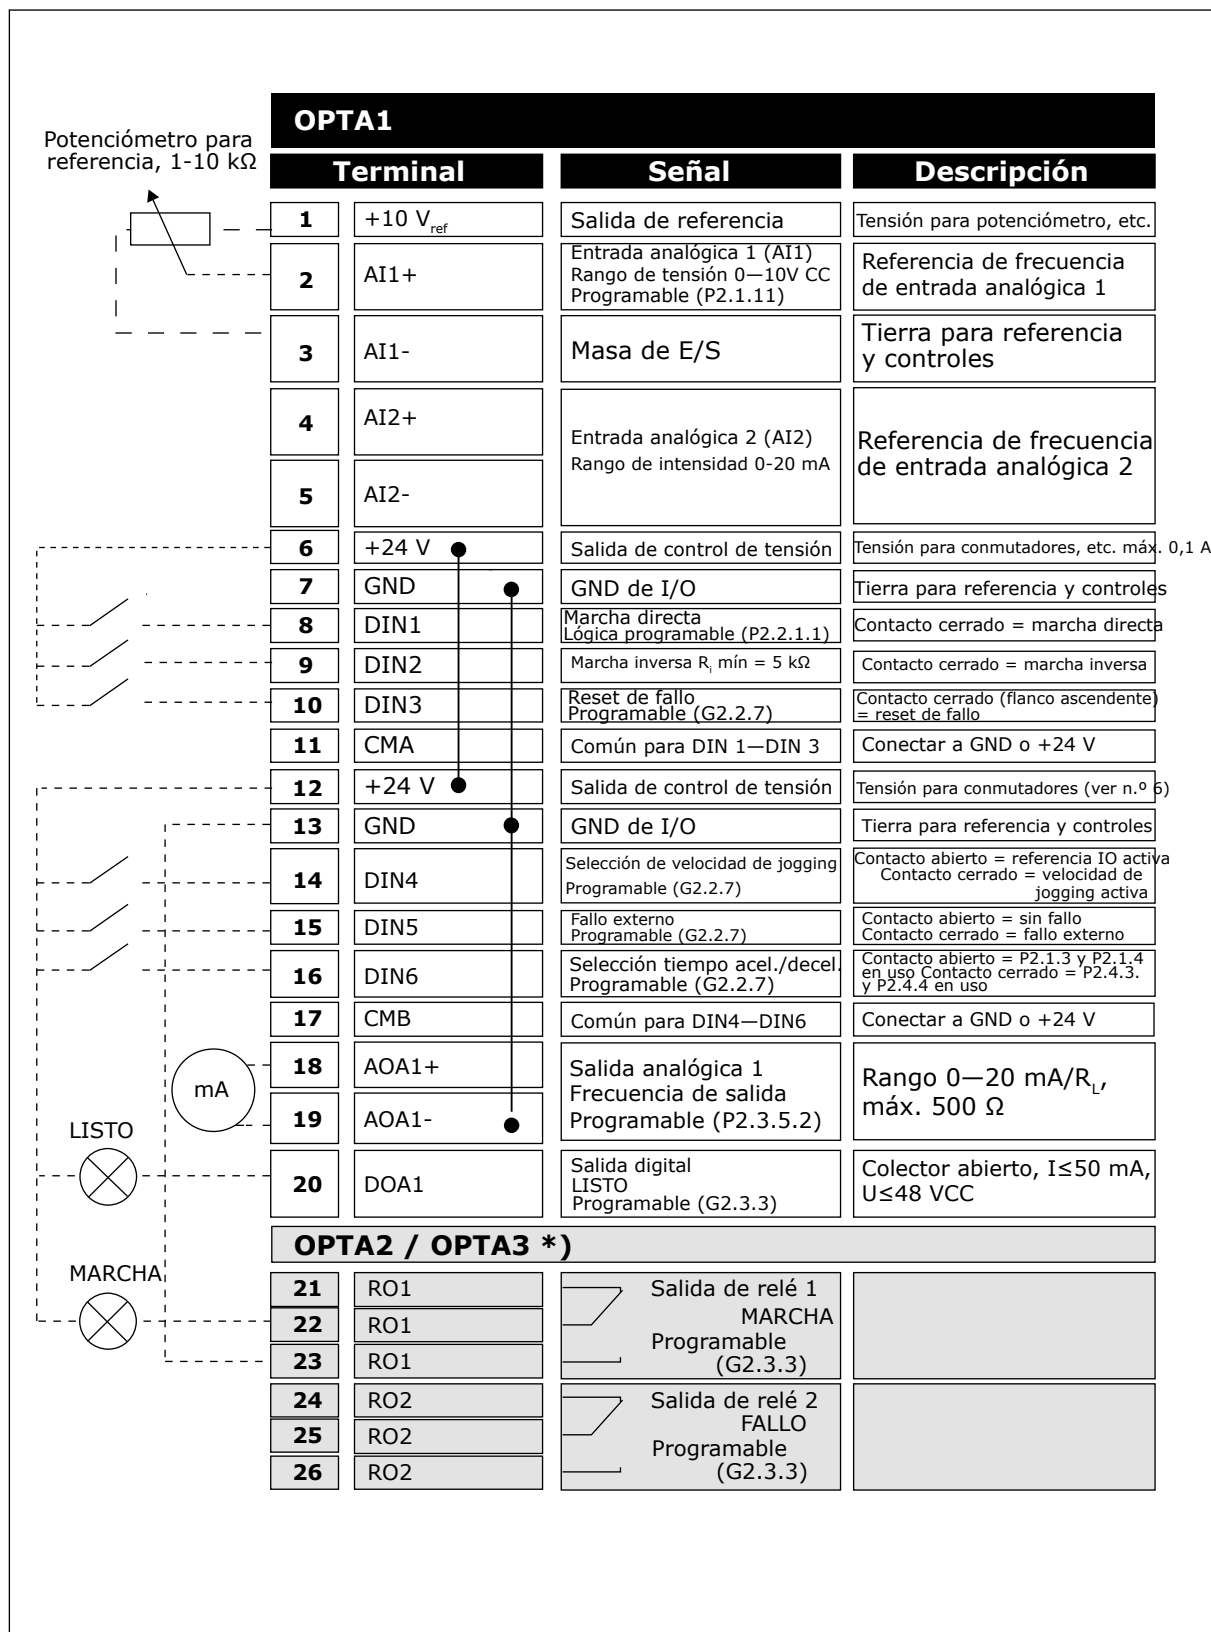 OPTA1
Potenciómetro para
referencia, 1-10 kΩ
Terminal Señal Descripción
1 +10 Vref Salida de referencia Tensión para potenciómetro, etc.
2 AI1+ Entrada analógica 1 (AI1)
Rango de tensión 0—10V CC
Programable (P2.1.11)
Referencia de frecuencia
de entrada analógica 1
3 AI1- Masa de E/S Tierra para referencia
y controles
4 AI2+
5 AI2-
Entrada analógica 2 (AI2)
Rango de intensidad 0-20 mA
Referencia de frecuencia
de entrada analógica 2
6 +24 V Salida de control de tensión Tensión para conmutadores, etc. máx. 0,1 A
7 GND GND de I/O Tierra para referencia y controles
8 DIN1 Marcha directa
Lógica programable (P2.2.1.1)
Contacto cerrado = marcha directa
9 DIN2 Marcha inversa Ri mín = 5 kΩ Contacto cerrado = marcha inversa
10 DIN3 Reset de fallo
Programable (G2.2.7)
Contacto cerrado (flanco ascendente)
= reset de fallo
11 CMA Común para DIN 1—DIN 3 Conectar a GND o +24 V
12 +24 V Salida de control de tensión Tensión para conmutadores (ver n.º 6)
13 GND GND de I/O Tierra para referencia y controles
14 DIN4 Selección de velocidad de jogging
Programable (G2.2.7)
Contacto abierto = referencia IO activa
Contacto cerrado = velocidad de
jogging activa
15 DIN5 Fallo externo
Programable (G2.2.7)
Contacto abierto = sin fallo
Contacto cerrado = fallo externo
16 DIN6 Selección tiempo acel./decel.
Programable (G2.2.7)
Contacto abierto = P2.1.3 y P2.1.4
en uso Contacto cerrado = P2.4.3.
y P2.4.4 en uso
17 CMB Común para DIN4—DIN6 Conectar a GND o +24 V
mA
18 AOA1+
19 AOA1-
Salida analógica 1
Frecuencia de salida
Programable (P2.3.5.2)
Rango 0—20 mA/RL,
máx. 500 Ω
LISTO
20 DOA1 Salida digital
LISTO
Programable (G2.3.3)
Colector abierto, I≤50 mA,
U≤48 VCC
OPTA2 / OPTA3 *)
MARCHA
21 RO1
22 RO1
23 RO1
Salida de relé 1
MARCHA
Programable
(G2.3.3)
24 RO2
25 RO2
26 RO2
Salida de relé 2
FALLO
Programable
(G2.3.3)